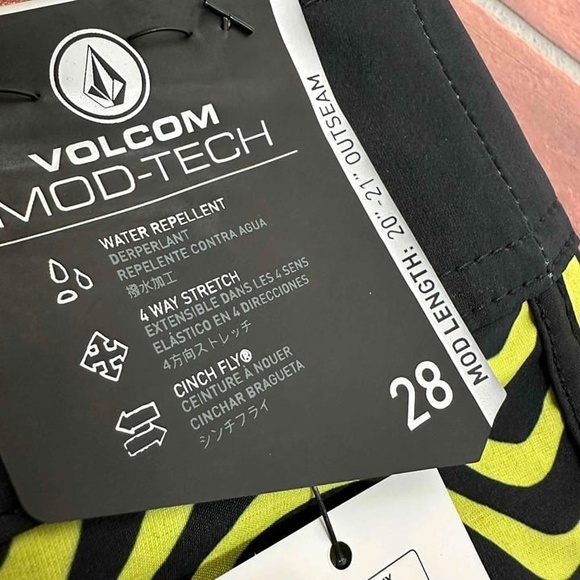 VOLCOM
MOD-TECH
WATER REPELLENT
DERPERLANT
REPELENTE CONTRA AGUA
撥水加工
4 WAY STRETCH
EXTENSIBLE DANS LES 4 SENS
ELÁSTICO EN 4 DIRECCIONES
4方向ストレッチ
CINCH FLY®
CEINTURE À NOUER
CINCHAR BRAGUETA
シンチフライ
28
MOD LENGTH: 20"-21" OUTSEAM